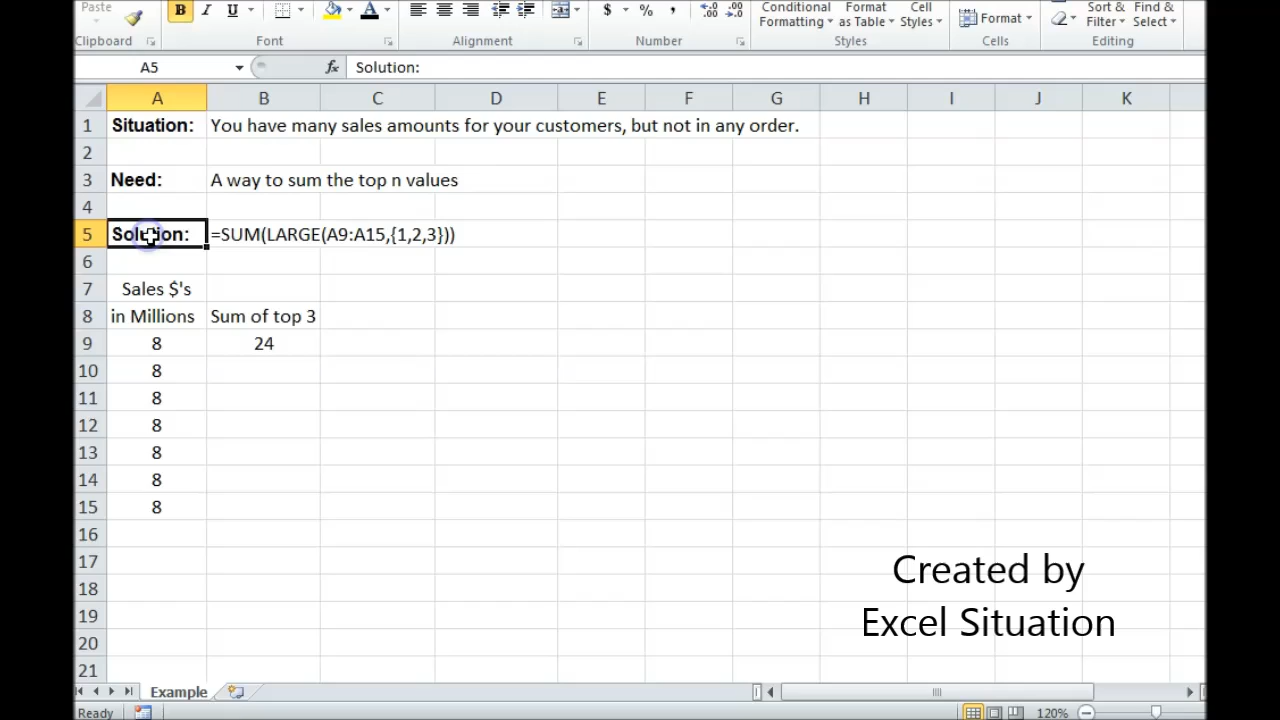 Paste
B I U A $ % , .00 .0
Conditional Format Cell
Formatting as Table Styles
Format
Sort & Find &
Filter Select
Clipboard Font Alignment Number Styles Cells Editing
A5 fx Solution:
A B C D E F G H I J K
1 Situation: You have many sales amounts for your customers, but not in any order.
2
3 Need: A way to sum the top n values
4
5 Solution: =SUM(LARGE(A9:A15,{1,2,3}))
6
7 Sales $'s
8 in Millions Sum of top 3
9 8 24
10 8
11 8
12 8
13 8
14 8
15 8
16
17
18
19
20
21
Created by
Excel Situation
Example
Ready 120%